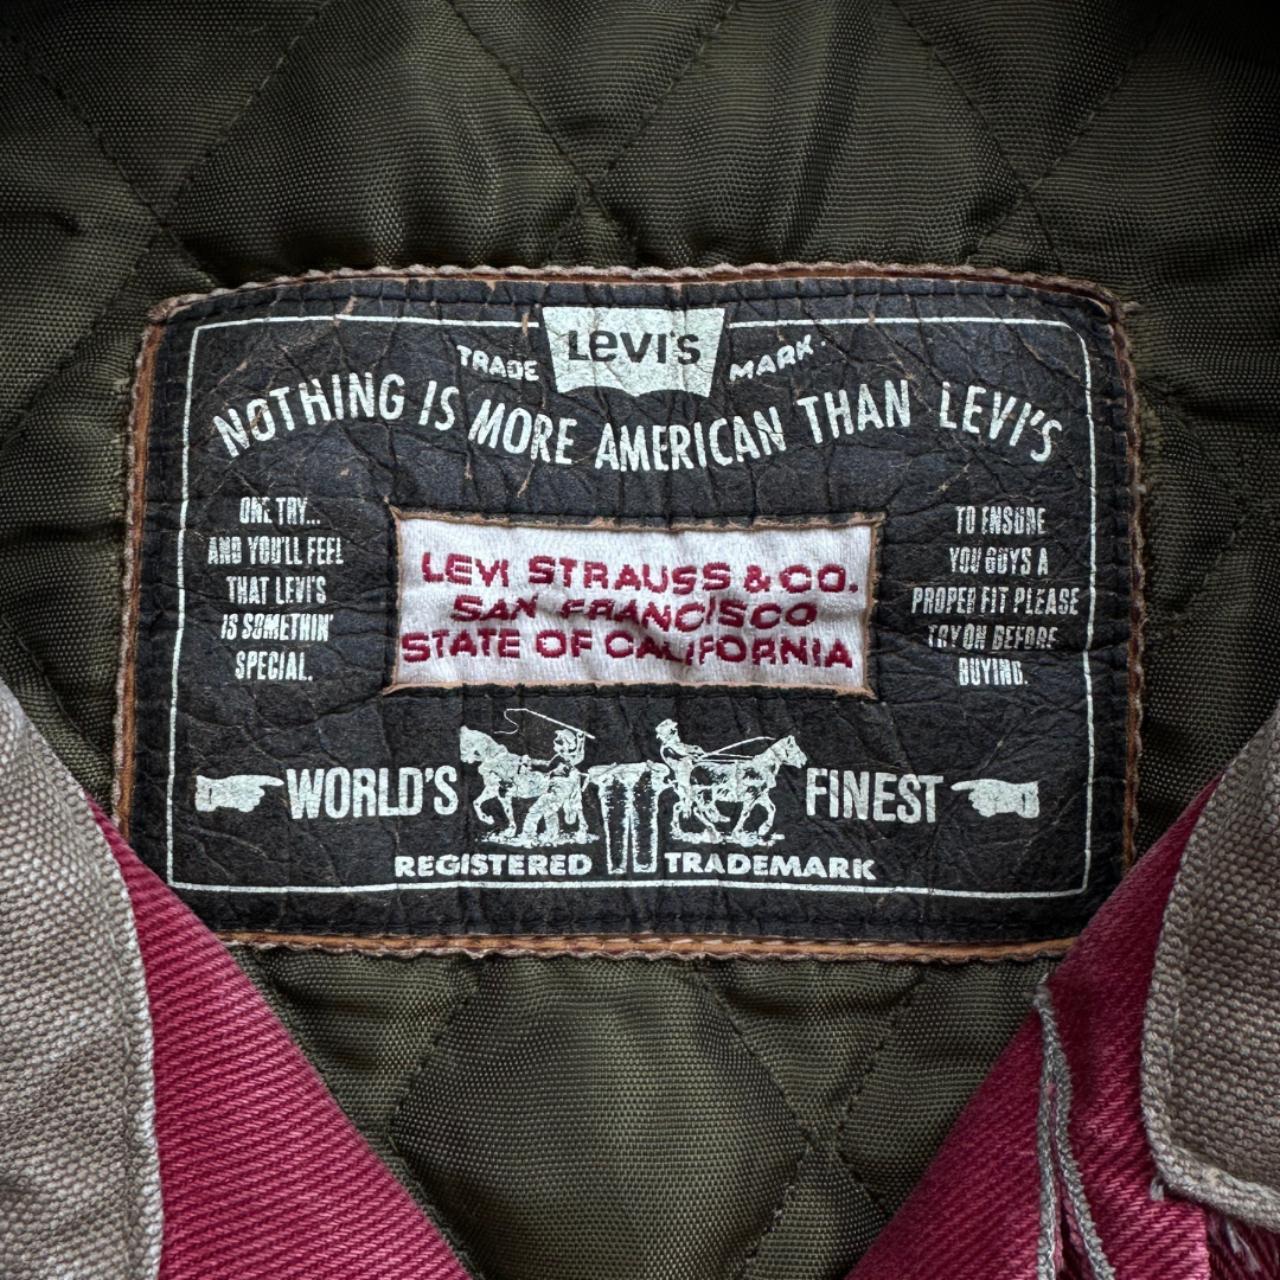 Levi's
TRADE MARK
NOTHING IS MORE AMERICAN THAN LEVI'S
ONE TRY...
AND YOU'LL FEEL
THAT LEVI'S
IS SOMETHIN'
SPECIAL.
LEVI STRAUSS & CO.
SAN FRANCISCO
STATE OF CALIFORNIA
TO ENSURE
YOU GUYS A
PROPER FIT PLEASE
TRY ON BEFORE
BUYING.
WORLD'S FINEST
REGISTERED TRADEMARK